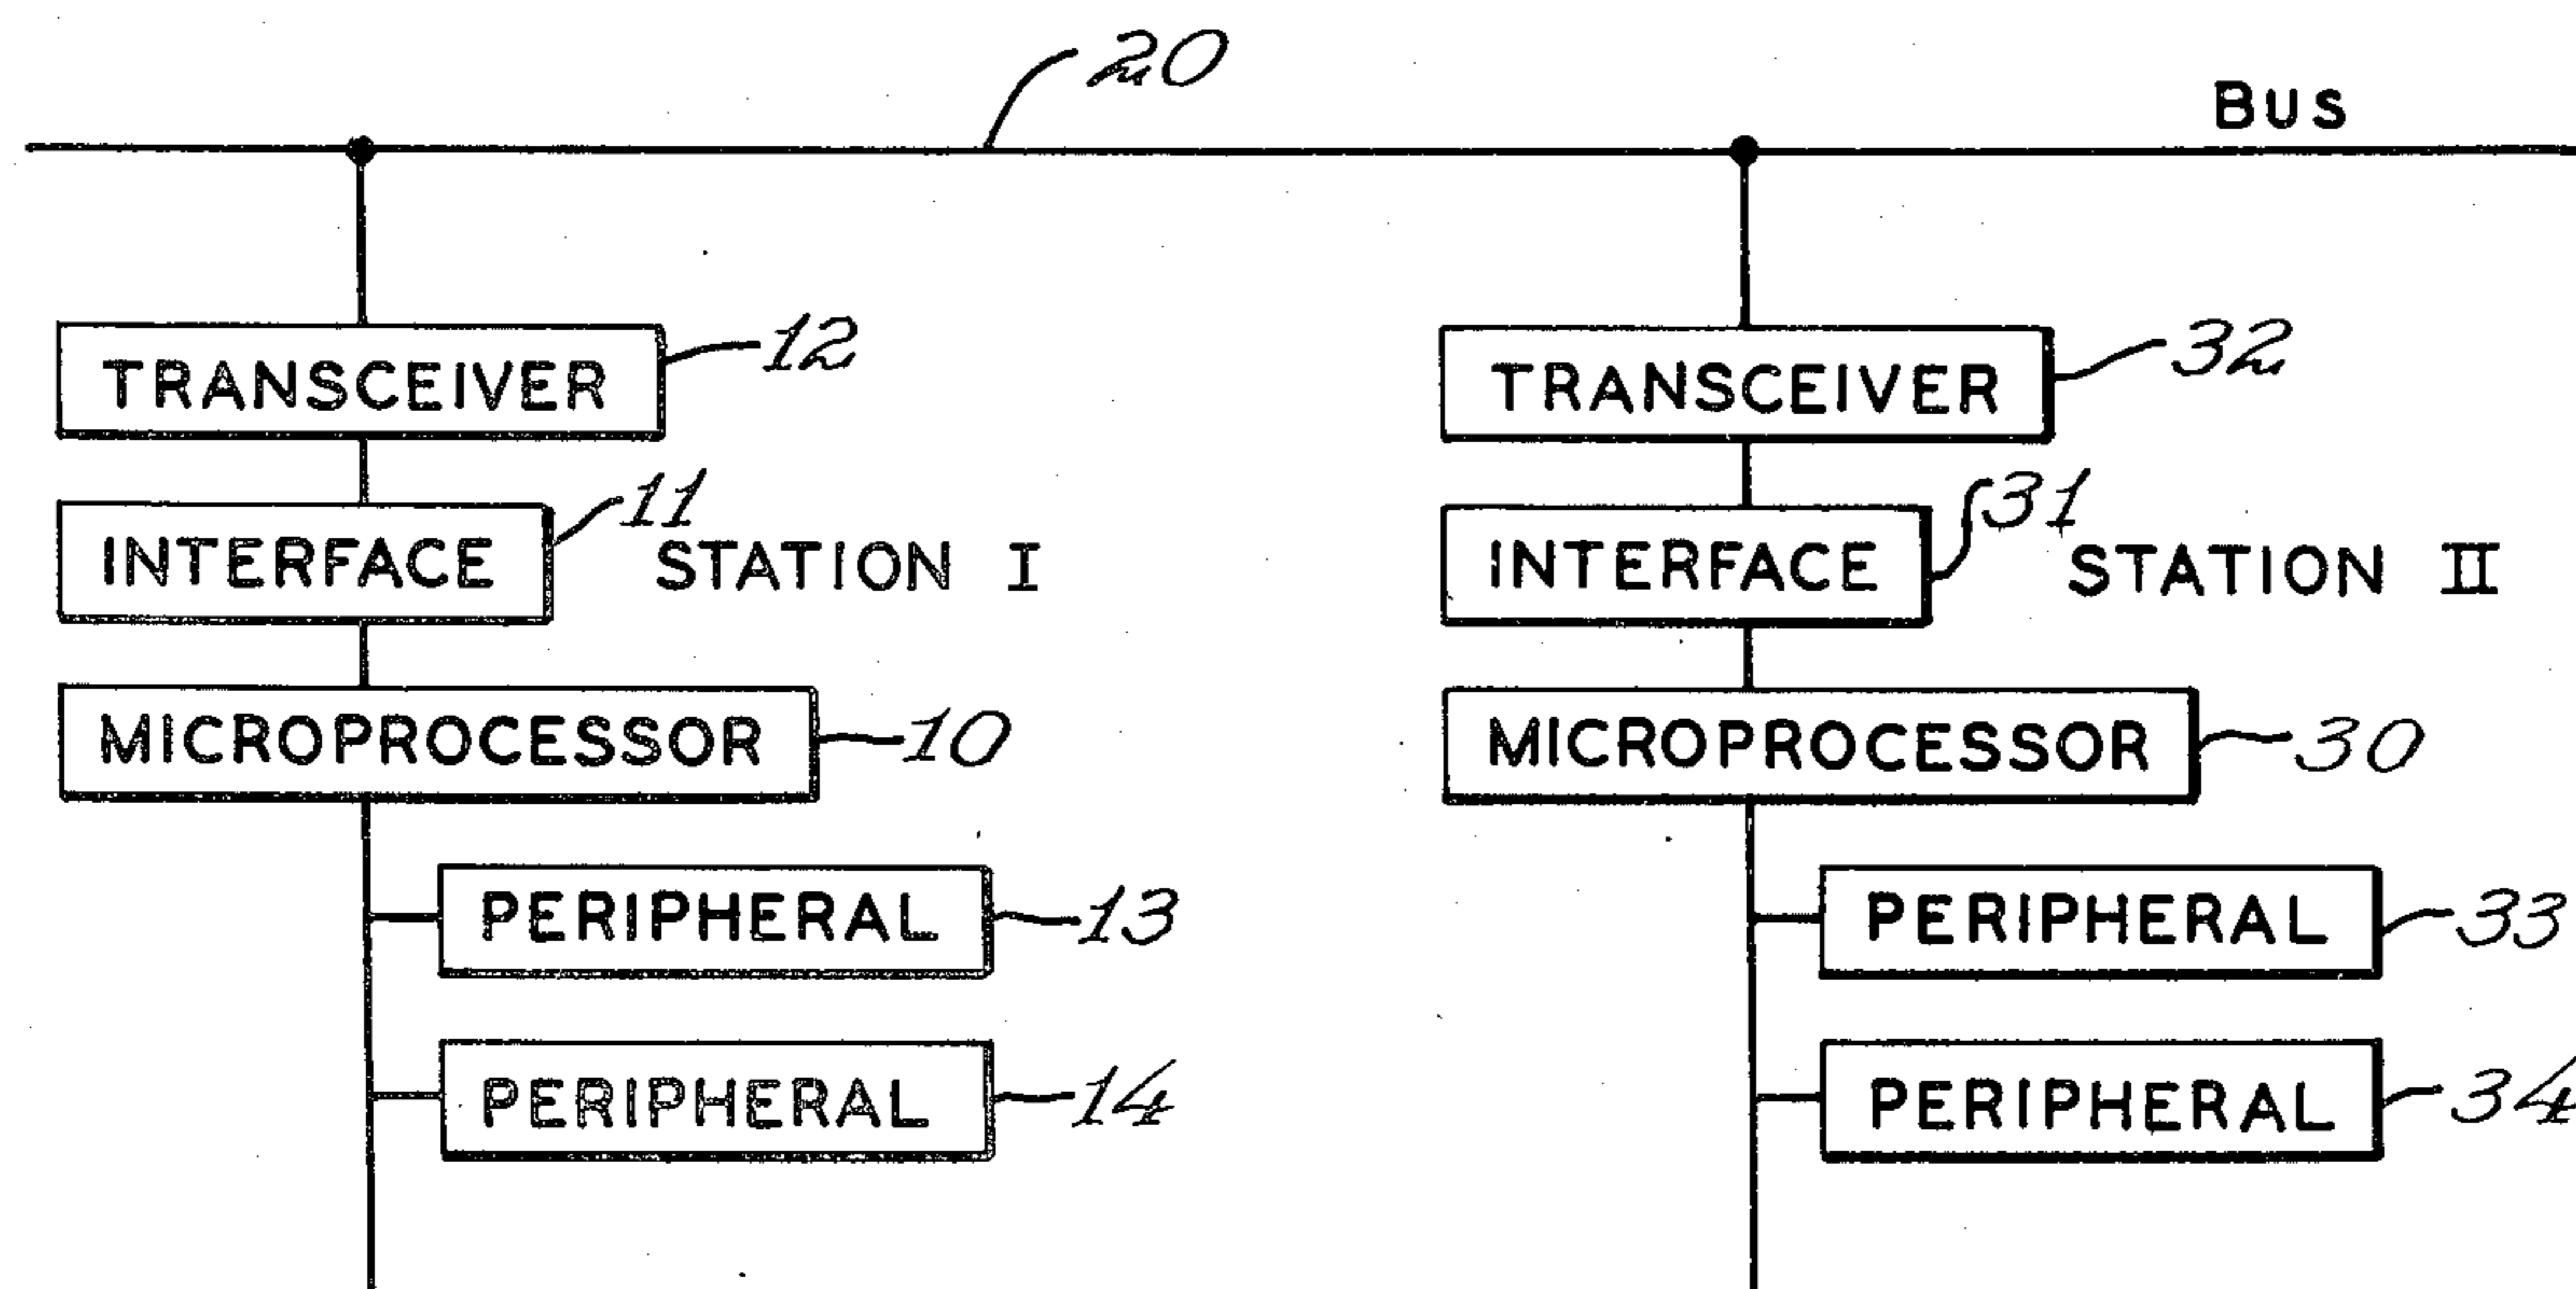 20
BUS
TRANSCEIVER 12
TRANSCEIVER 32
INTERFACE 11 STATION I
INTERFACE 31 STATION II
MICROPROCESSOR 10
MICROPROCESSOR 30
PERIPHERAL 13
PERIPHERAL 33
PERIPHERAL 14
PERIPHERAL 34